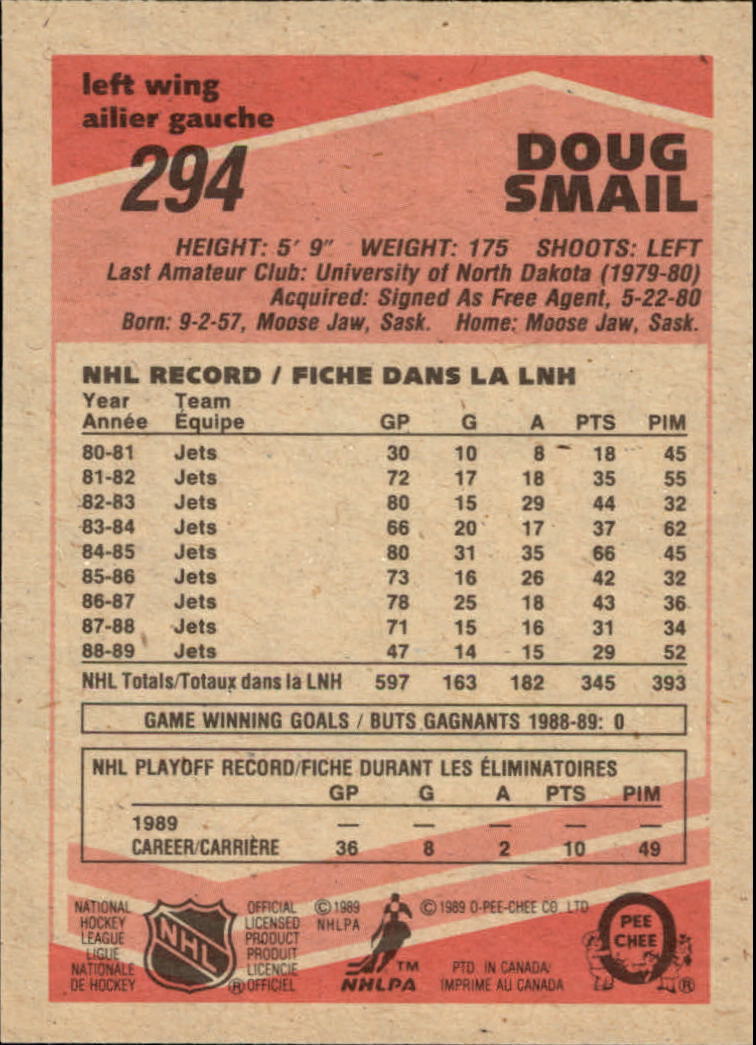 left wing
ailier gauche
294
DOUG
SMAIL
HEIGHT: 5' 9" WEIGHT: 175 SHOOTS: LEFT
Last Amateur Club: University of North Dakota (1979-80)
Acquired: Signed As Free Agent, 5-22-80
Born: 9-2-57, Moose Jaw, Sask. Home: Moose Jaw, Sask.
NHL RECORD / FICHE DANS LA LNH
Year Team
Année Équipe GP G A PTS PIM
80-81 Jets 30 10 8 18 45
81-82 Jets 72 17 18 35 55
82-83 Jets 80 15 29 44 32
83-84 Jets 66 20 17 37 62
84-85 Jets 80 31 35 66 45
85-86 Jets 73 16 26 42 32
86-87 Jets 78 25 18 43 36
87-88 Jets 71 15 16 31 34
88-89 Jets 47 14 15 29 52
NHL Totals/Totaux dans la LNH 597 163 182 345 393
GAME WINNING GOALS / BUTS GAGNANTS 1988-89: 0
NHL PLAYOFF RECORD/FICHE DURANT LES ÉLIMINATOIRES
GP G A PTS PIM
1989 — — — — —
CAREER/CARRIÈRE 36 8 2 10 49
NATIONAL
HOCKEY
LEAGUE
LIGUE
NATIONALE
DE HOCKEY
NHL
®
OFFICIAL
LICENSED
PRODUCT
PRODUIT
LICENCIE
OFFICIEL
© 1989
NHLPA
TM
NHLPA
© 1989 O-PEE-CHEE CO LTD
PTD IN CANADA/
IMPRIME AU CANADA
O
PEE
CHEE
®